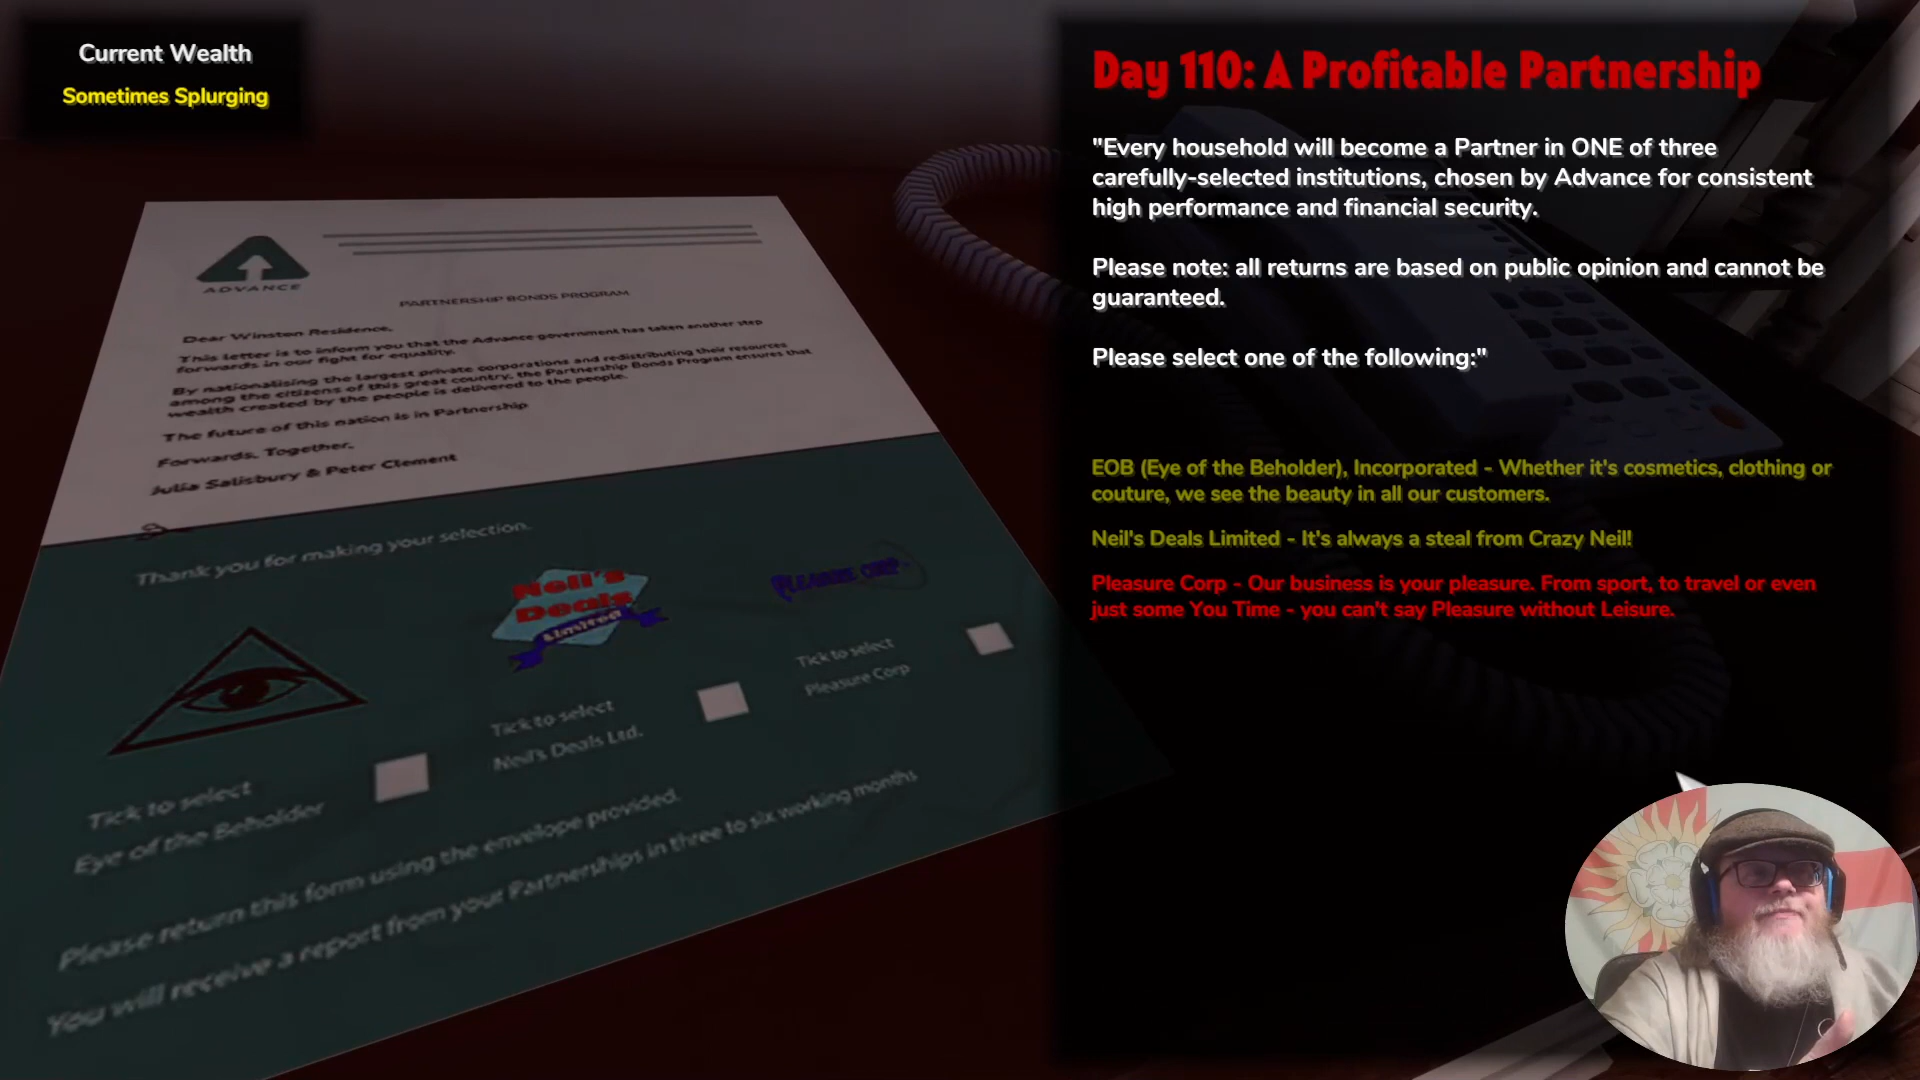 Current Wealth
Sometimes Splurging
Day 110: A Profitable Partnership
"Every household will become a Partner in ONE of three
carefully-selected institutions, chosen by Advance for consistent
high performance and financial security.
Please note: all returns are based on public opinion and cannot be
guaranteed.
Please select one of the following:"
EOB (Eye of the Beholder), Incorporated - Whether it's cosmetics, clothing or
couture, we see the beauty in all our customers.
Neil's Deals Limited - It's always a steal from Crazy Neil!
Pleasure Corp - Our business is your pleasure. From sport, to travel or even
just some You Time - you can't say Pleasure without Leisure.
ADVANCE
PARTNERSHIP BONDS PROGRAM
Dear Winston Residence,
This letter is to inform you that the Advance government has taken another step
forwards in our fight for equality.
By nationalising the largest private corporations and redistributing their resources
among the citizens of this great country, the Partnership Bonds Program ensures that
wealth created by the people is delivered to the people.
The future of this nation is in Partnership
Forwards. Together.
Julia Salisbury & Peter Clement
Thank you for making your selection.
Neil's
Deals
Limited
PLEASURE CORP
Tick to select
Eye of the Beholder
Tick to select
Neil's Deals Ltd.
Tick to select
Pleasure Corp
Please return this form using the envelope provided.
You will receive a report from your Partnerships in three to six working months